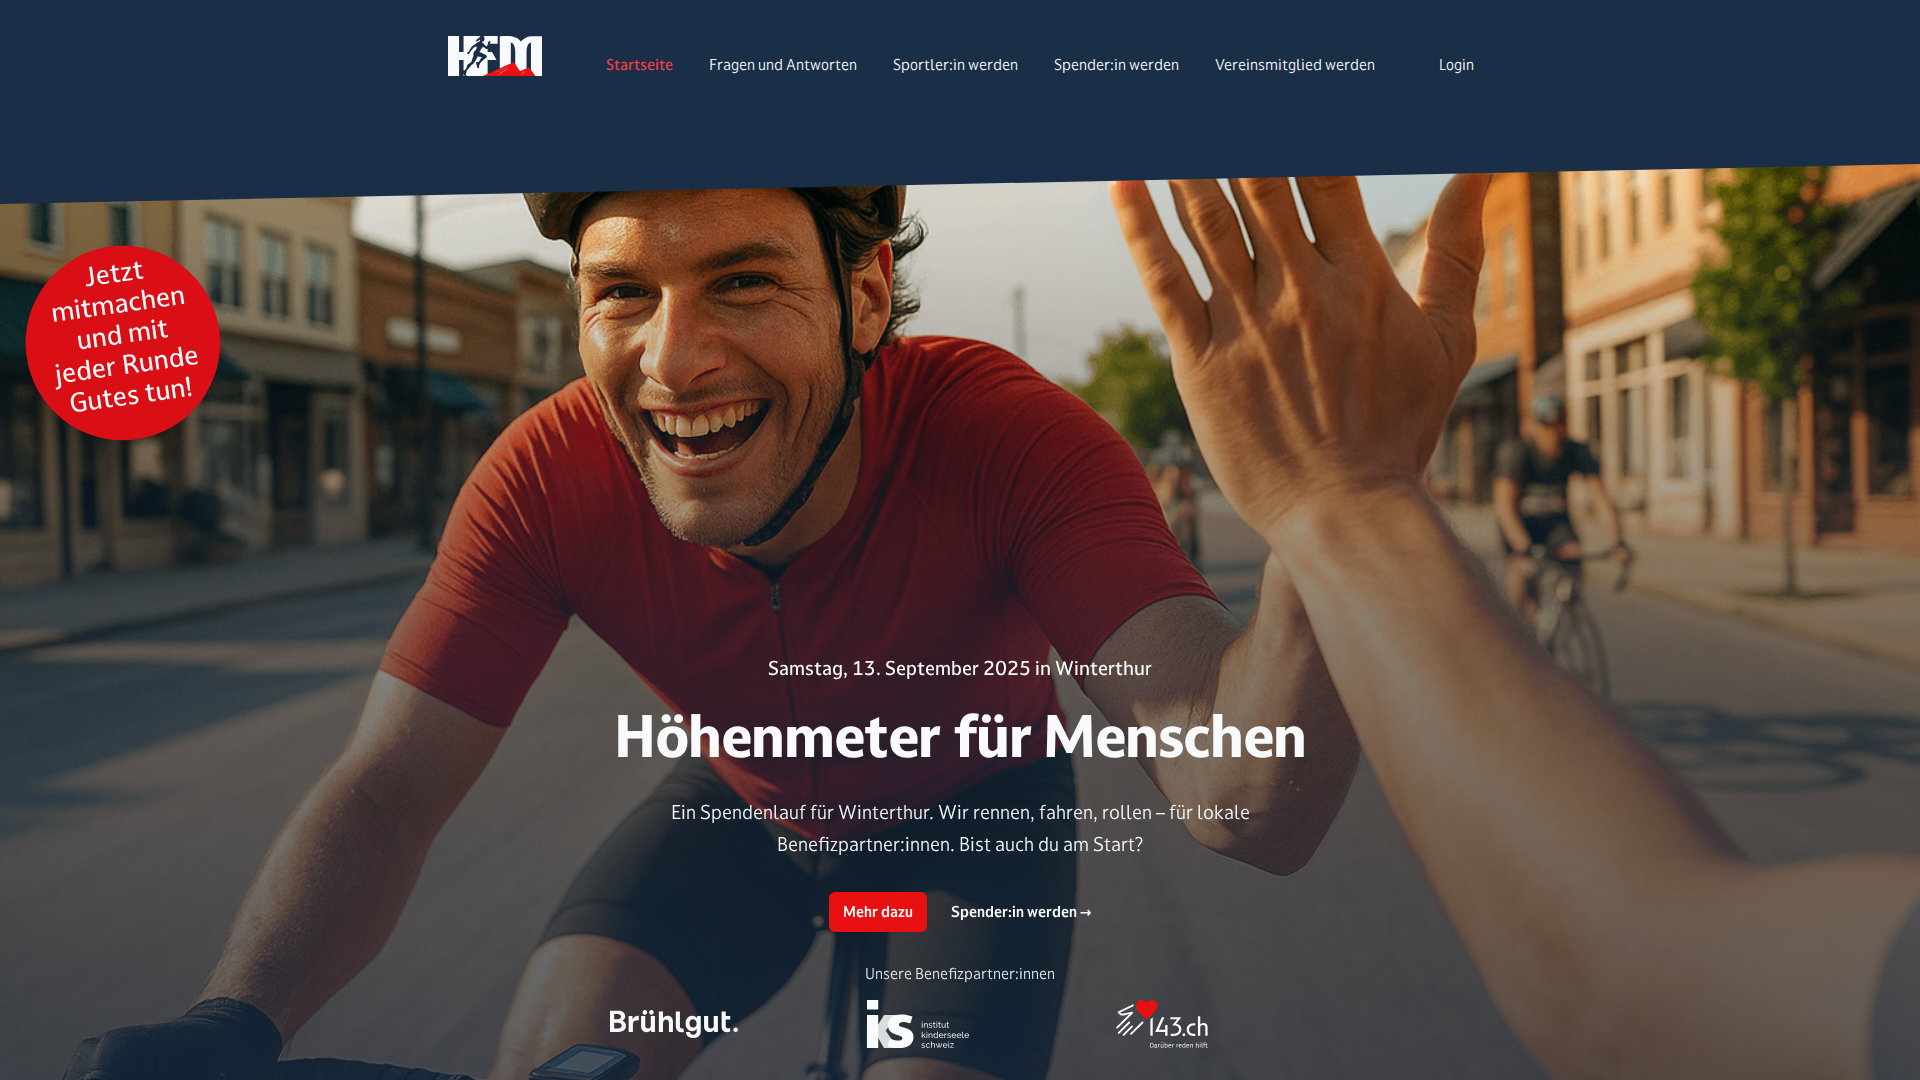 HFM
Startseite
Fragen und Antworten
Sportler:in werden
Spender:in werden
Vereinsmitglied werden
Login
Jetzt
mitmachen
und mit
jeder Runde
Gutes tun!
Samstag, 13. September 2025 in Winterthur
Höhenmeter für Menschen
Ein Spendenlauf für Winterthur. Wir rennen, fahren, rollen – für lokale
Benefizpartner:innen. Bist auch du am Start?
Mehr dazu
Spender:in werden →
Unsere Benefizpartner:innen
Brühlgut.
iks
institut
kinderseele
schweiz
143.ch
Darüber reden hilft